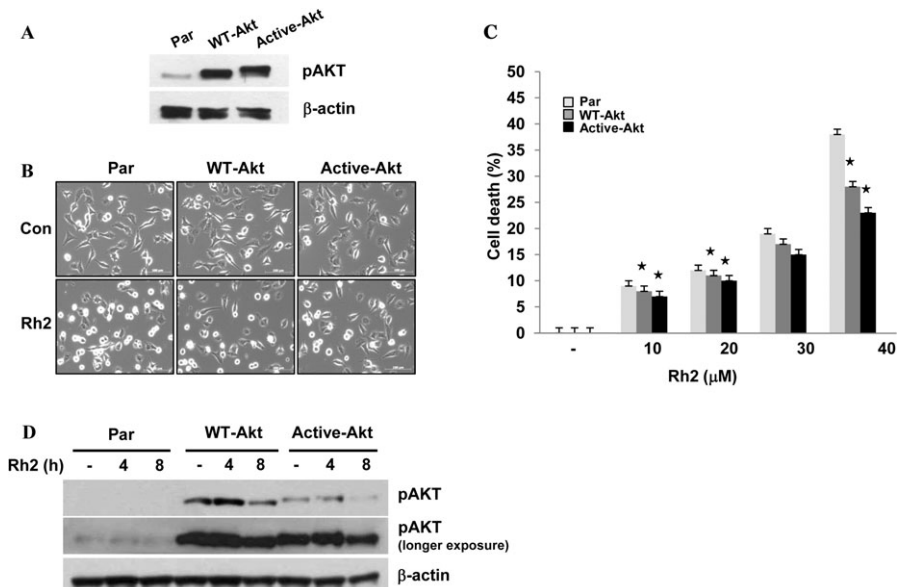 A
Par WT-Akt Active-Akt
pAKT
β-actin
B
Par WT-Akt Active-Akt
Con
Rh2
C
Cell death (%)
50
45
40
35
30
25
20
15
10
5
0
Par
WT-Akt
Active-Akt
★ ★ ★ ★ ★ ★
- 10 20 30 40
Rh2 (μM)
D
Par WT-Akt Active-Akt
Rh2 (h) - 4 8 - 4 8 - 4 8
pAKT
pAKT
(longer exposure)
β-actin